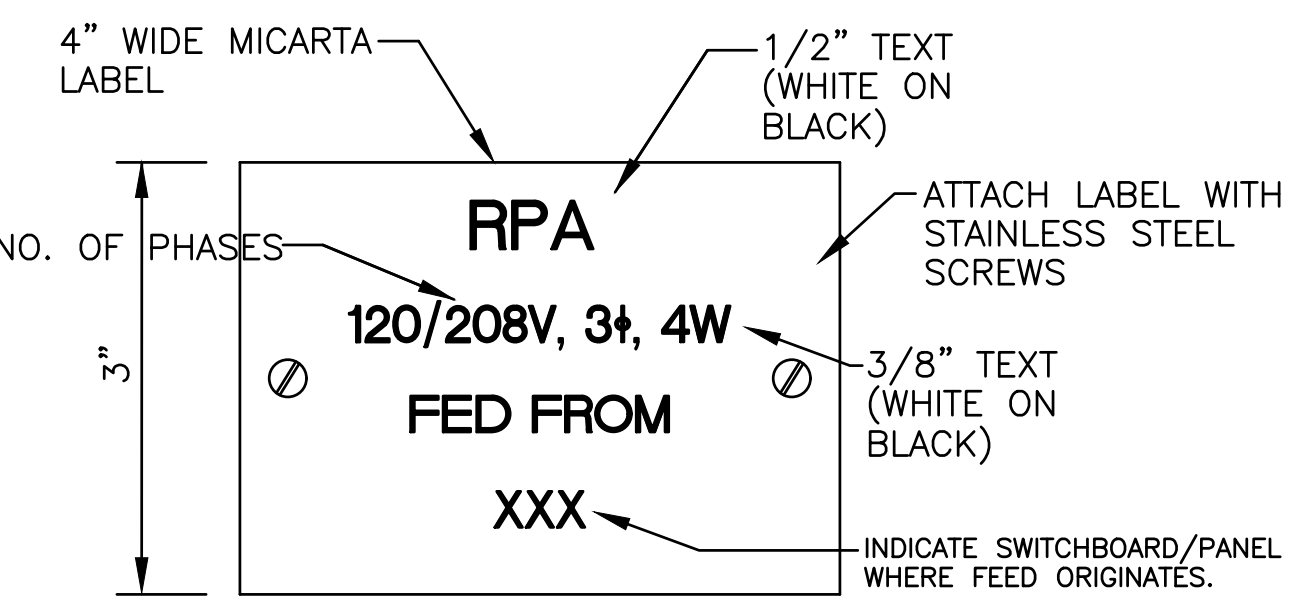 4” WIDE MICARTA
LABEL
1/2” TEXT
(WHITE ON
BLACK)
ATTACH LABEL WITH
STAINLESS STEEL
SCREWS
RPA
NO. OF PHASES
120/208V, 3ϕ, 4W
3”
3/8” TEXT
(WHITE ON
BLACK)
FED FROM
XXX
INDICATE SWITCHBOARD/PANEL
WHERE FEED ORIGINATES.